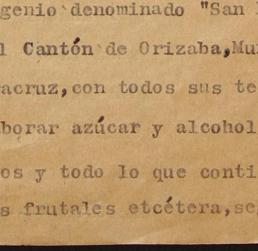 genio denominado "San
l Cantón de Orizaba, Mu
acruz, con todos sus te
aborar azúcar y alcohol
os y todo lo que conti
s frutales etcétera, se